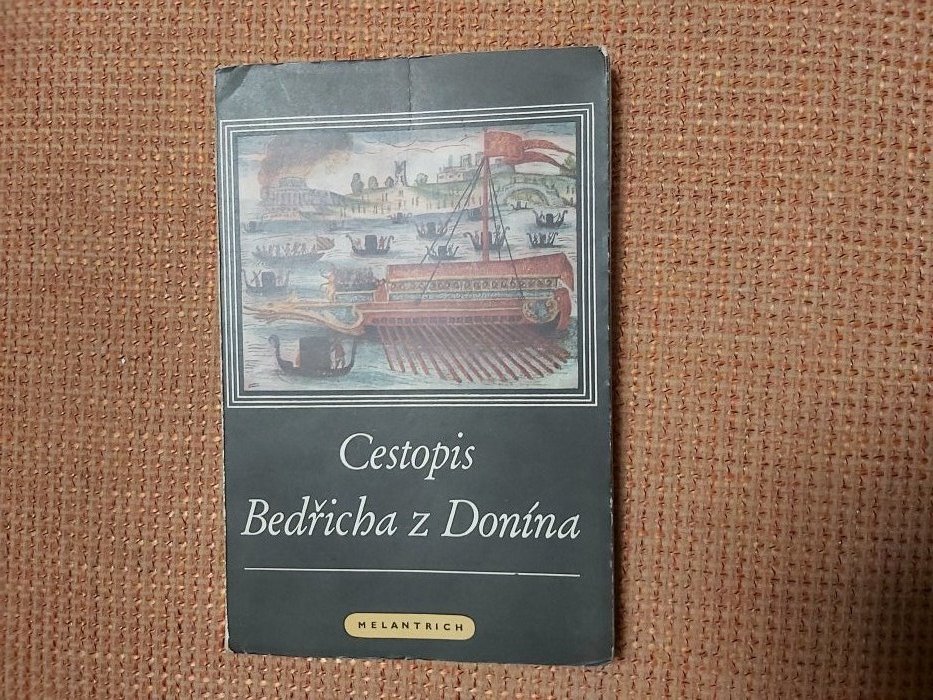 Cestopis
Bedřicha z Donína
MELANTRICH